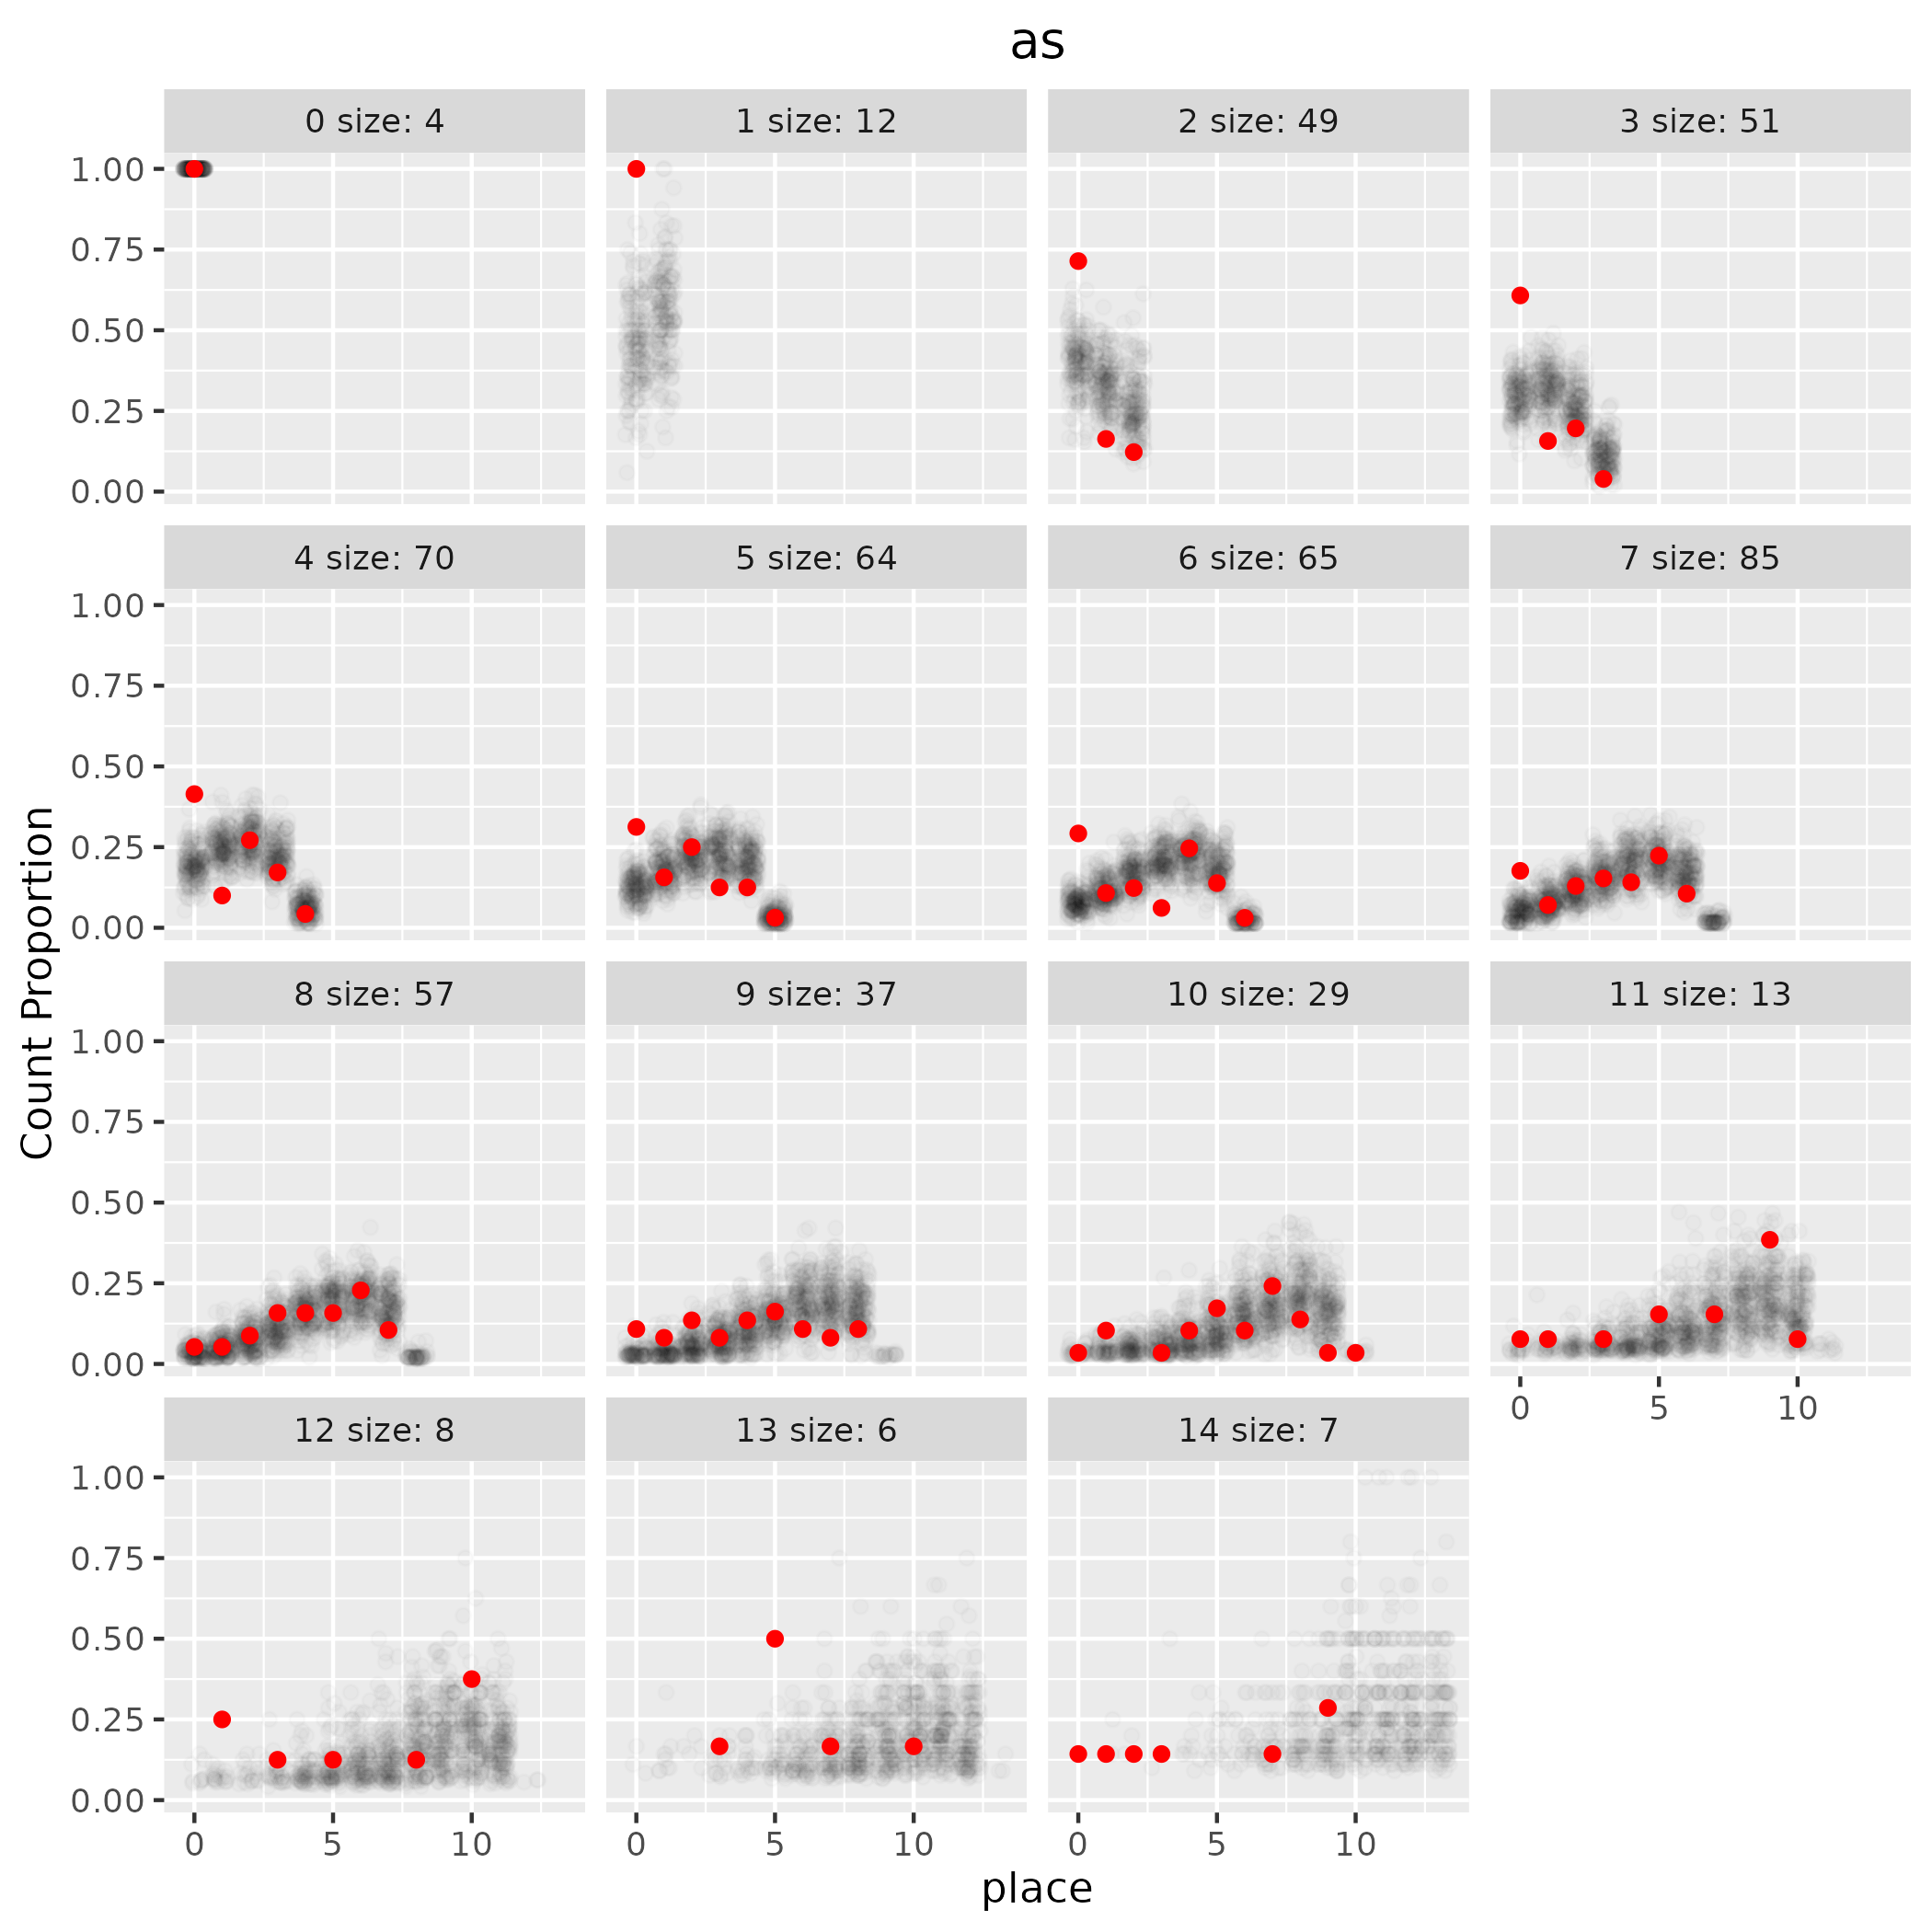 as
0 size: 4
1 size: 12
2 size: 49
3 size: 51
1.00
0.75
0.50
0.25
0.00
4 size: 70
5 size: 64
6 size: 65
7 size: 85
1.00
0.75
0.50
0.25
0.00
Count Proportion
8 size: 57
9 size: 37
10 size: 29
11 size: 13
1.00
0.75
0.50
0.25
0.00
0 5 10
12 size: 8
13 size: 6
14 size: 7
1.00
0.75
0.50
0.25
0.00
0 5 10
0 5 10
0 5 10
place